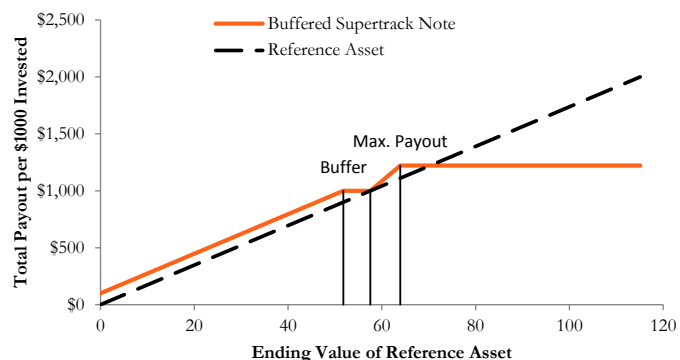 $2,500
$2,000
$1,500
$1,000
$500
$0
Total Payout per $1000 Invested
Buffered Supertrack Note
Reference Asset
Max. Payout
Buffer
0 20 40 60 80 100 120
Ending Value of Reference Asset